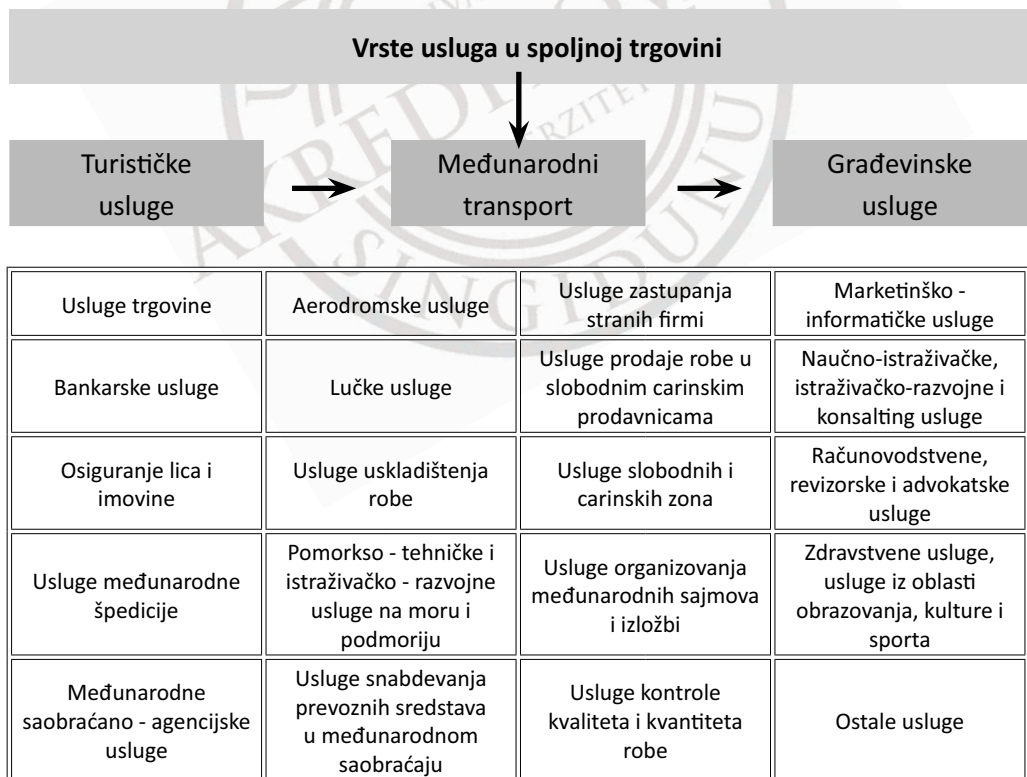 Vrste usluga u spoljnoj trgovini
Turističke
usluge
Međunarodni
transport
Građevinske
usluge
Usluge trgovine
Aerodromske usluge
Usluge zastupanja
stranih firmi
Marketinško -
informatičke usluge
Bankarske usluge
Lučke usluge
Usluge prodaje robe u
slobodnim carinskim
prodavnicama
Naučno-istraživačke,
istraživačko-razvojne i
konsalting usluge
Osiguranje lica i
imovine
Usluge uskladištenja
robe
Usluge slobodnih i
carinskih zona
Računovodstvene,
revizorske i advokatske
usluge
Usluge međunarodne
špedicije
Pomorkso - tehničke i
istraživačko - razvojne
usluge na moru i
podmoriju
Usluge organizovanja
međunarodnih sajmova
i izložbi
Zdravstvene usluge,
usluge iz oblasti
obrazovanja, kulture i
sporta
Međunarodne
saobraćano - agencijske
usluge
Usluge snabdevanja
prevoznih sredstava
u međunarodnom
saobraćaju
Usluge kontrole
kvaliteta i kvantiteta
robe
Ostale usluge
SINGIDUNU